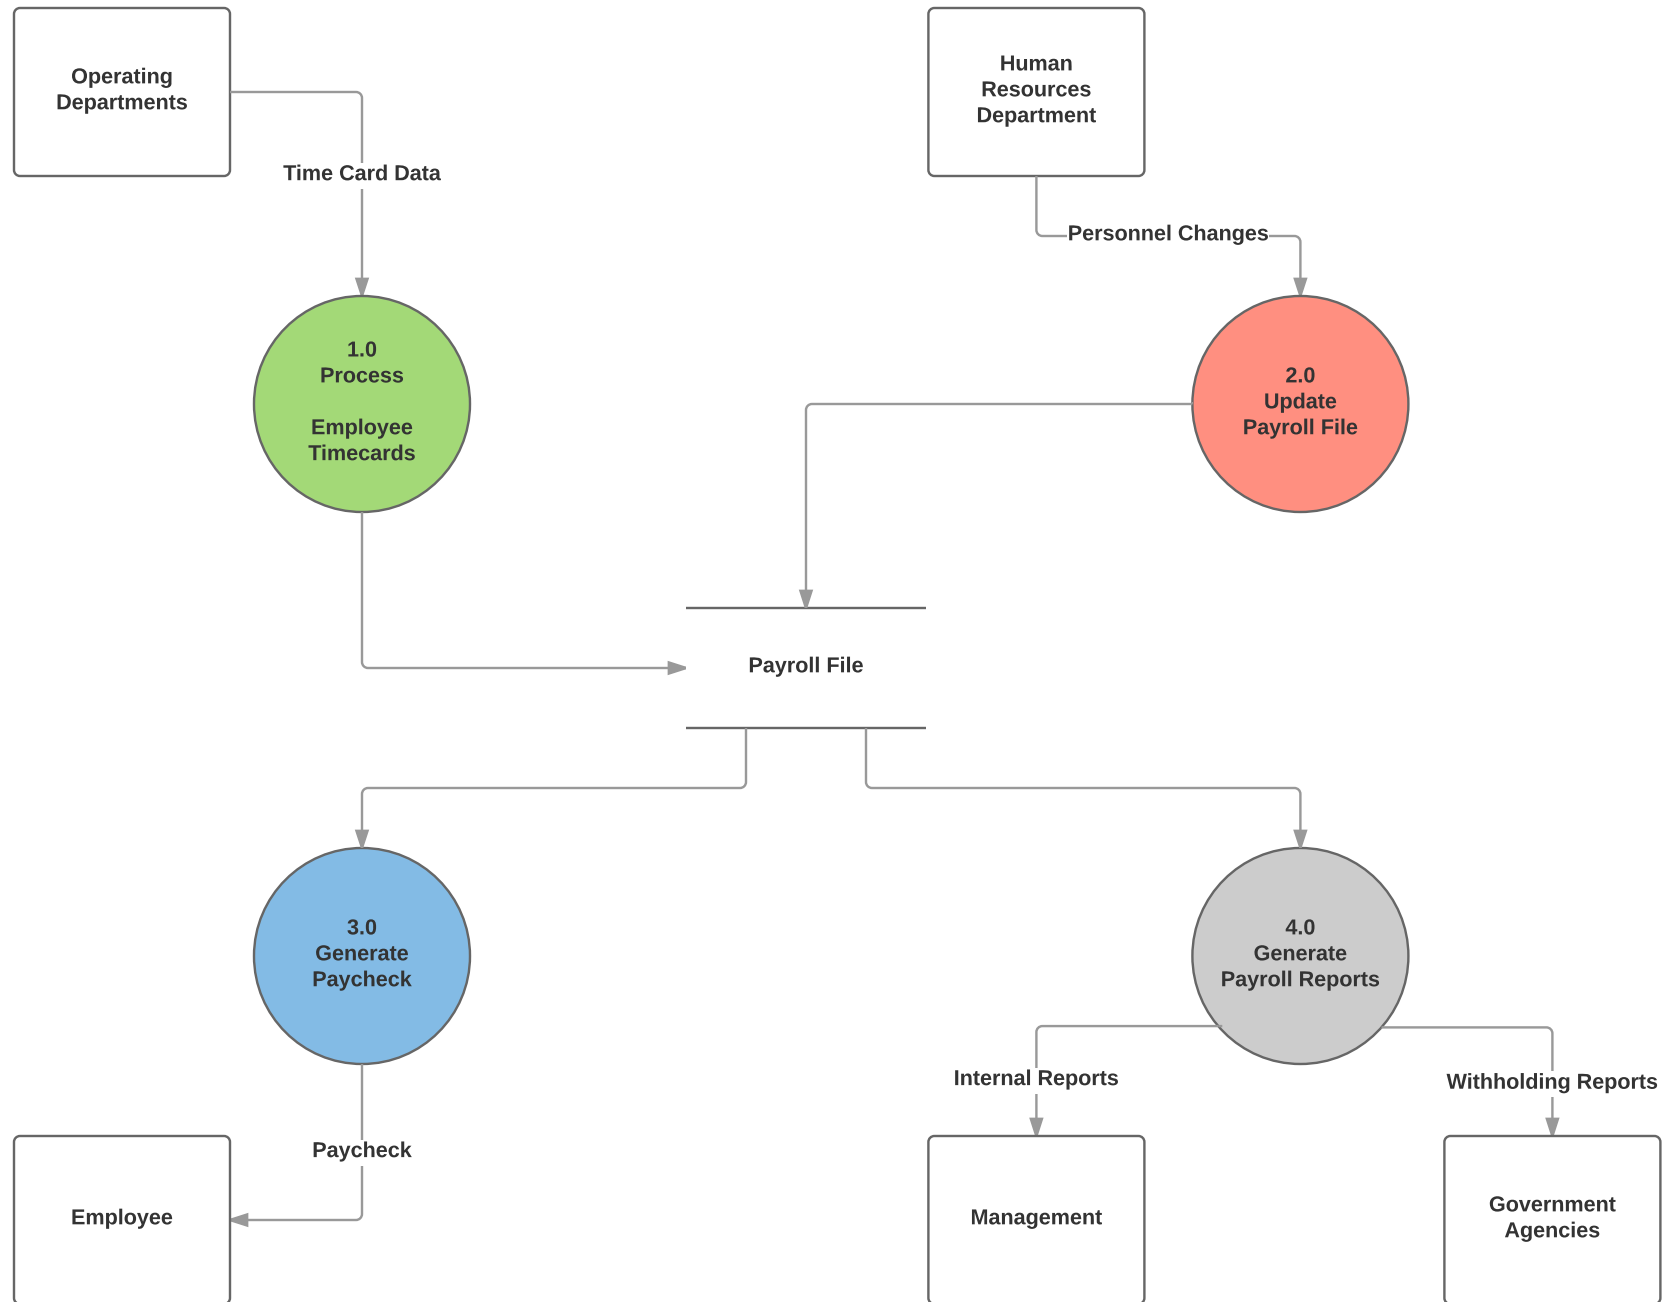 Operating
Departments
Human
Resources
Department
Time Card Data
Personnel Changes
1.0
Process
Employee
Timecards
2.0
Update
Payroll File
Payroll File
3.0
Generate
Paycheck
4.0
Generate
Payroll Reports
Internal Reports
Withholding Reports
Paycheck
Employee
Management
Government
Agencies